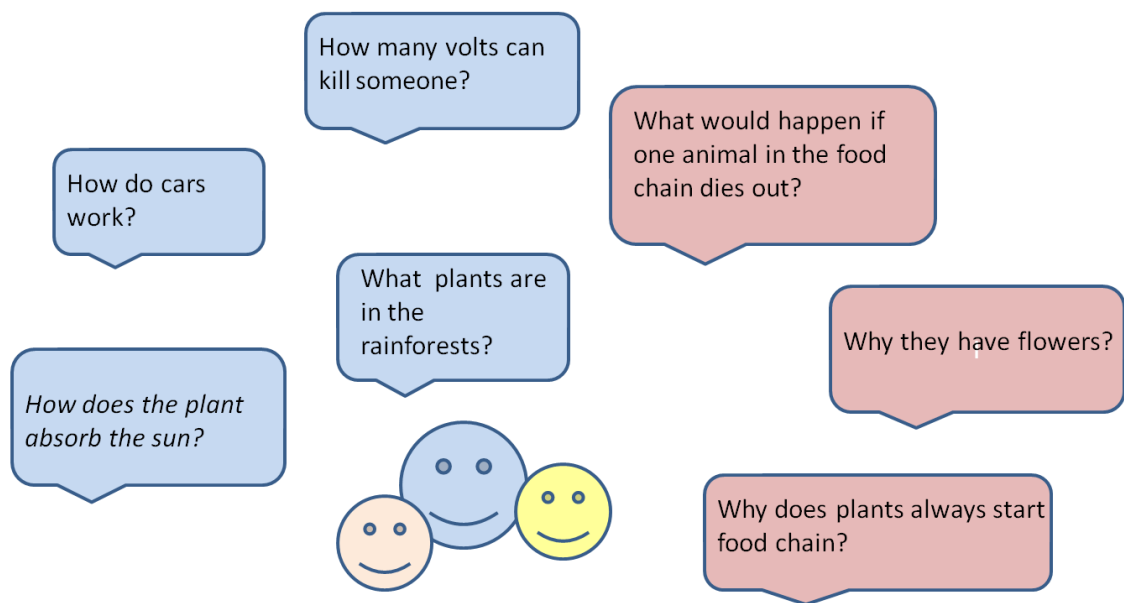 How many volts can
kill someone?
What would happen if
one animal in the food
chain dies out?
How do cars
work?
What plants are
in the
rainforests?
Why they have flowers?
How does the plant
absorb the sun?
Why does plants always start
food chain?